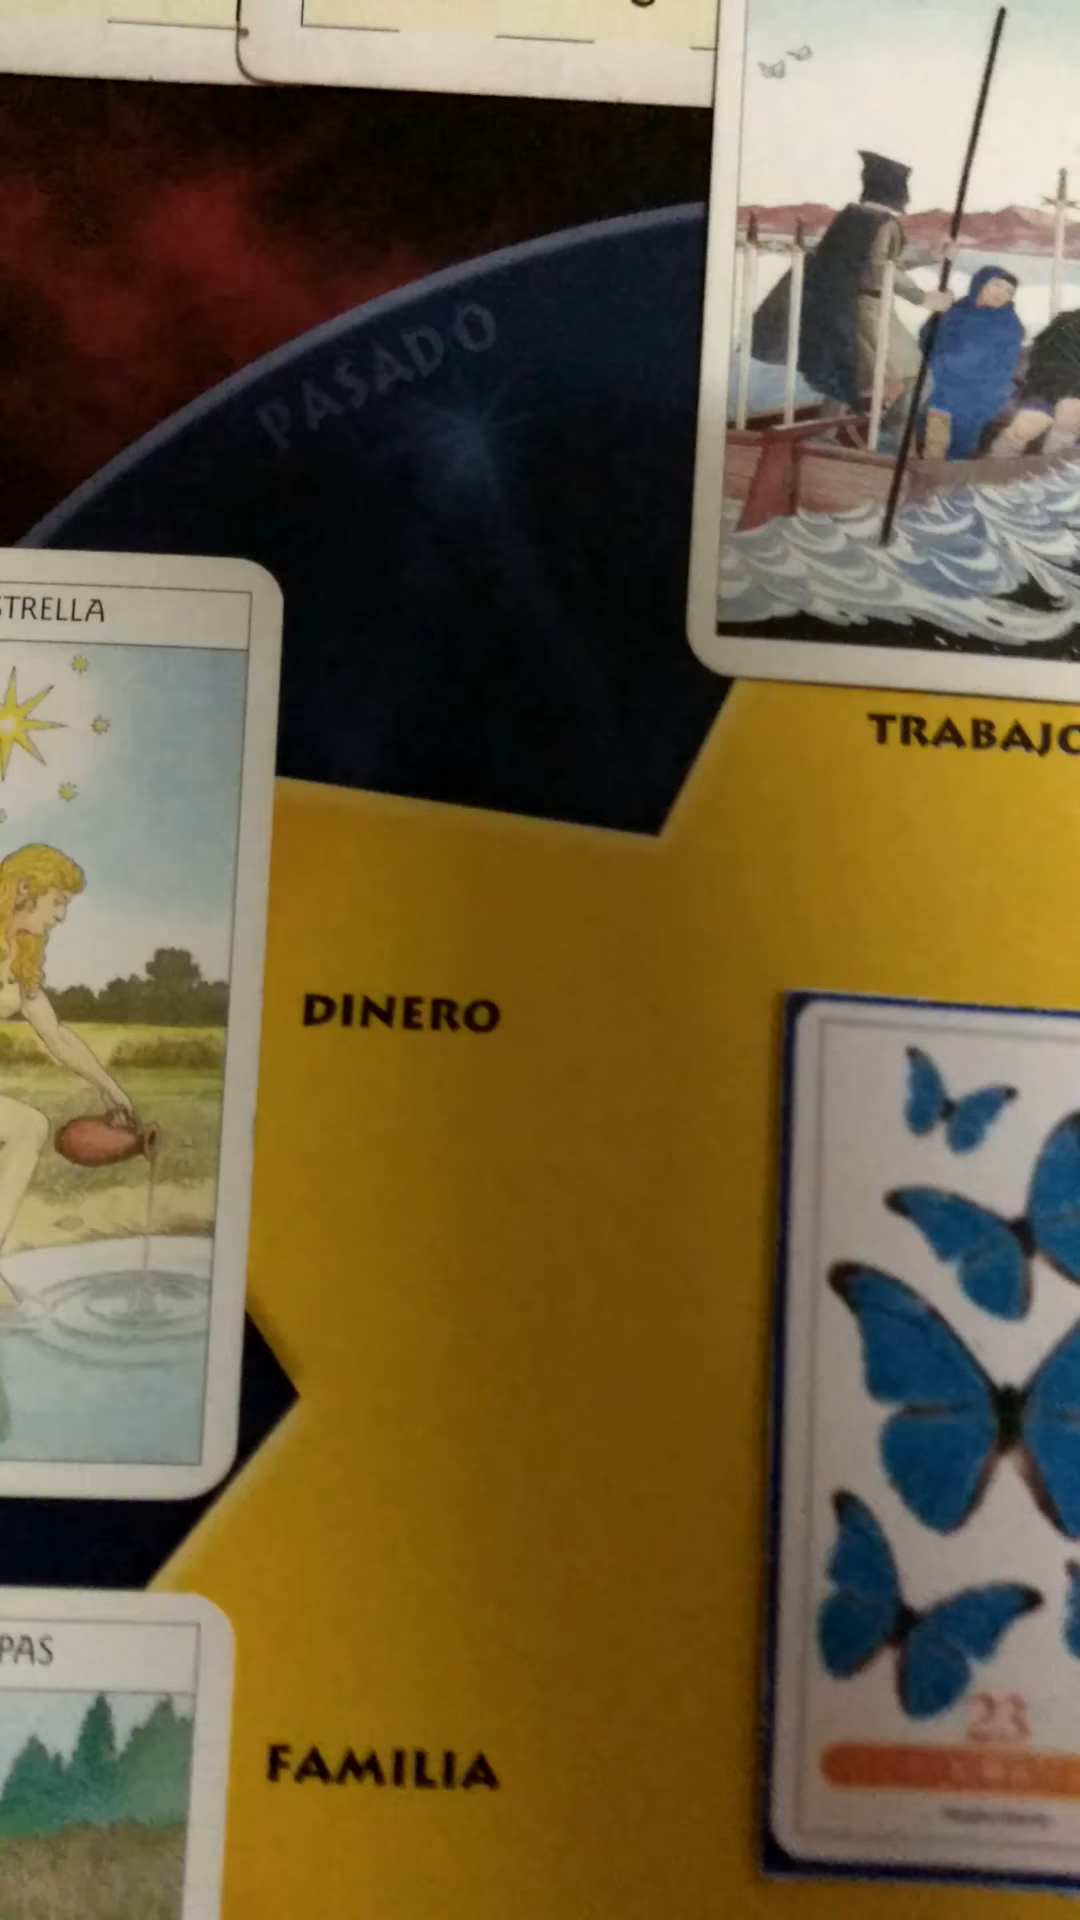 PASADO
STRELLA
TRABAJO
DINERO
PAS
FAMILIA
23